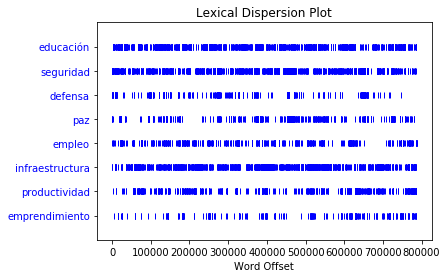 Lexical Dispersion Plot
educación
seguridad
defensa
paz
empleo
infraestructura
productividad
emprendimiento
0 100000 200000 300000 400000 500000 600000 700000 800000
Word Offset